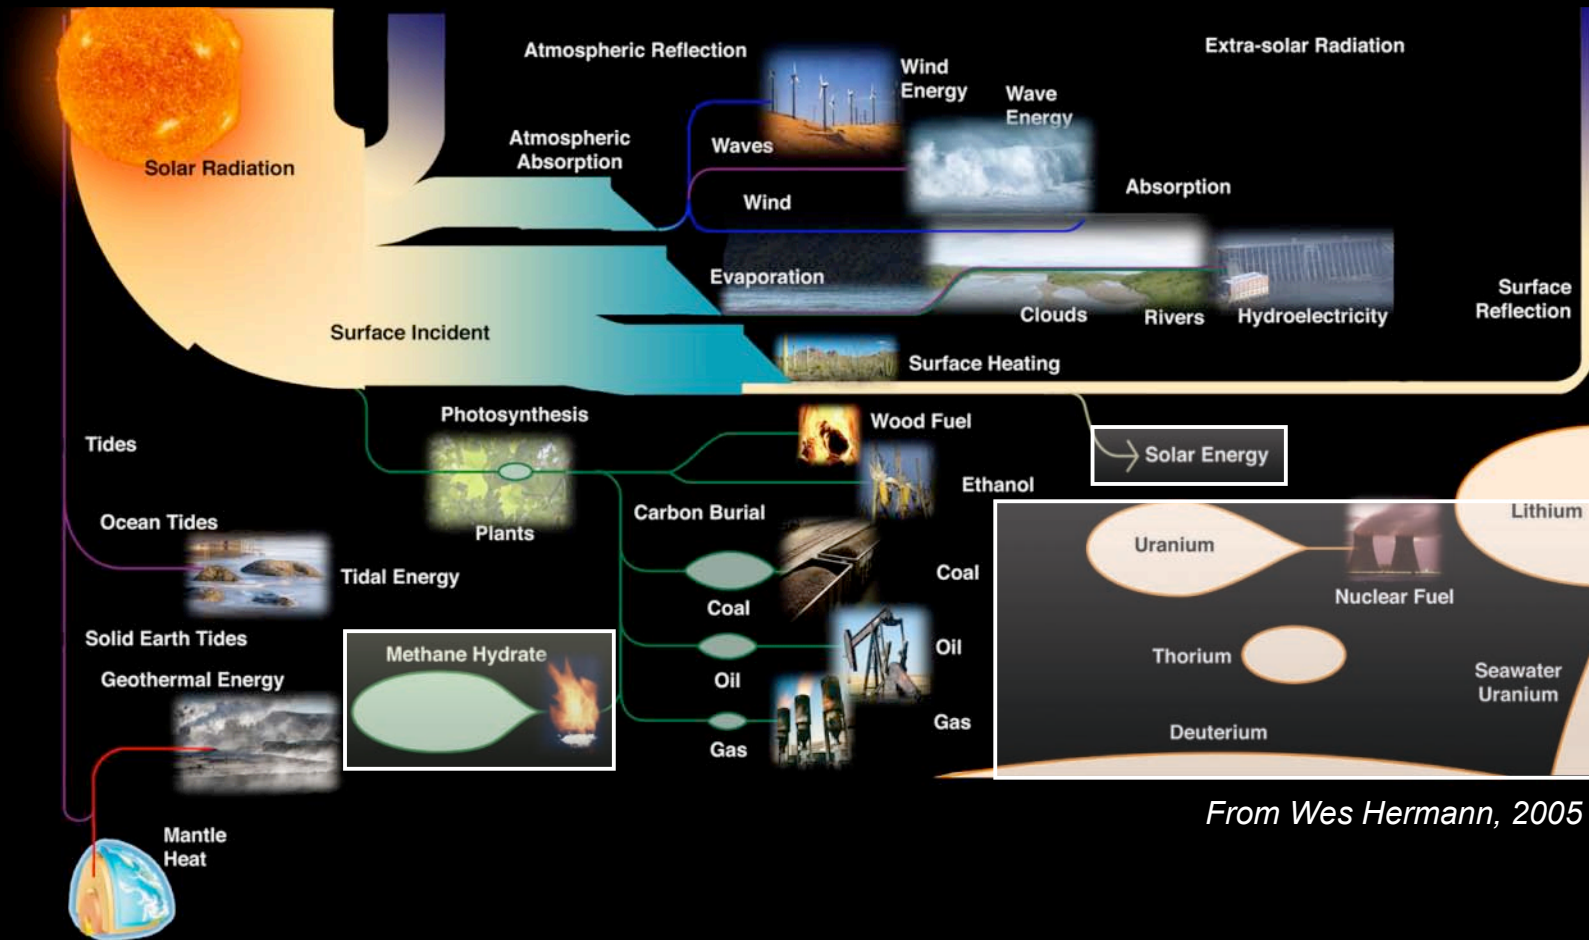 Atmospheric Reflection
Extra-solar Radiation
Wind
Energy
Wave
Energy
Atmospheric
Absorption
Waves
Solar Radiation
Absorption
Wind
Evaporation
Clouds
Rivers
Hydroelectricity
Surface
Reflection
Surface Incident
Surface Heating
Photosynthesis
Wood Fuel
Tides
Solar Energy
Ethanol
Plants
Carbon Burial
Lithium
Ocean Tides
Uranium
Tidal Energy
Coal
Coal
Nuclear Fuel
Solid Earth Tides
Methane Hydrate
Oil
Oil
Thorium
Seawater
Uranium
Geothermal Energy
Gas
Gas
Deuterium
From Wes Hermann, 2005
Mantle
Heat